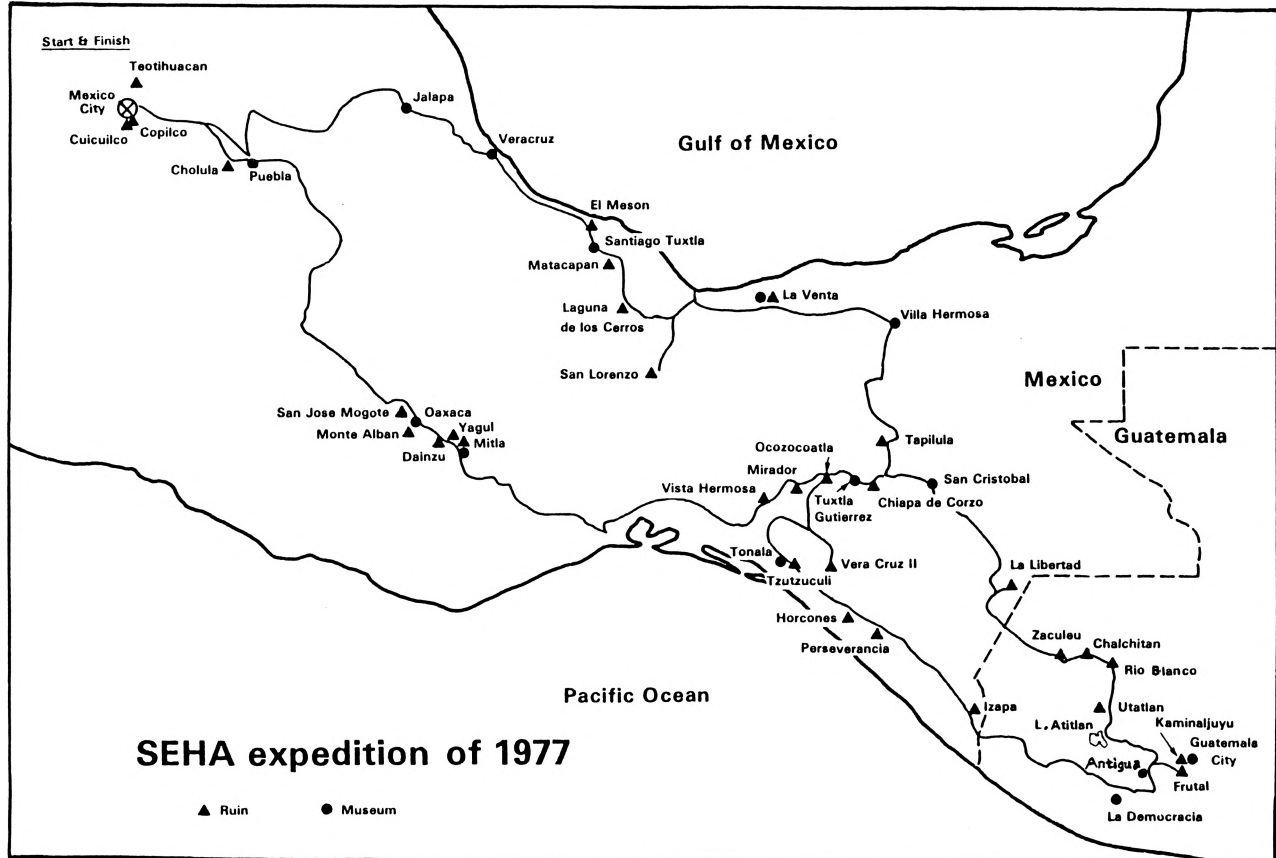 Start & Finish
Teotihuacan
Mexico
City
Copilco
Cuicuilco
Cholula
Puebla
Jalapa
Veracruz
Gulf of Mexico
El Meson
Santiago Tuxtla
Matacapan
Laguna
de los Cerros
La Venta
Villa Hermosa
San Lorenzo
Mexico
Guatemala
San Jose Mogote
Oaxaca
Monte Alban
Yagul
Mitla
Dainzu
Tapilula
Ocozocoatla
Mirador
Vista Hermosa
Tuxtla
Gutierrez
San Cristobal
Chiapa de Corzo
Tonala
Tzutzuculi
Vera Cruz II
La Libertad
Horcones
Perseverancia
Zaculeu
Chalchitan
Rio Blanco
Pacific Ocean
Izapa
Utatlan
L. Atitlan
Kaminaljuyu
Guatemala
City
Antigua
Frutal
La Democracia
SEHA expedition of 1977
Ruin
Museum